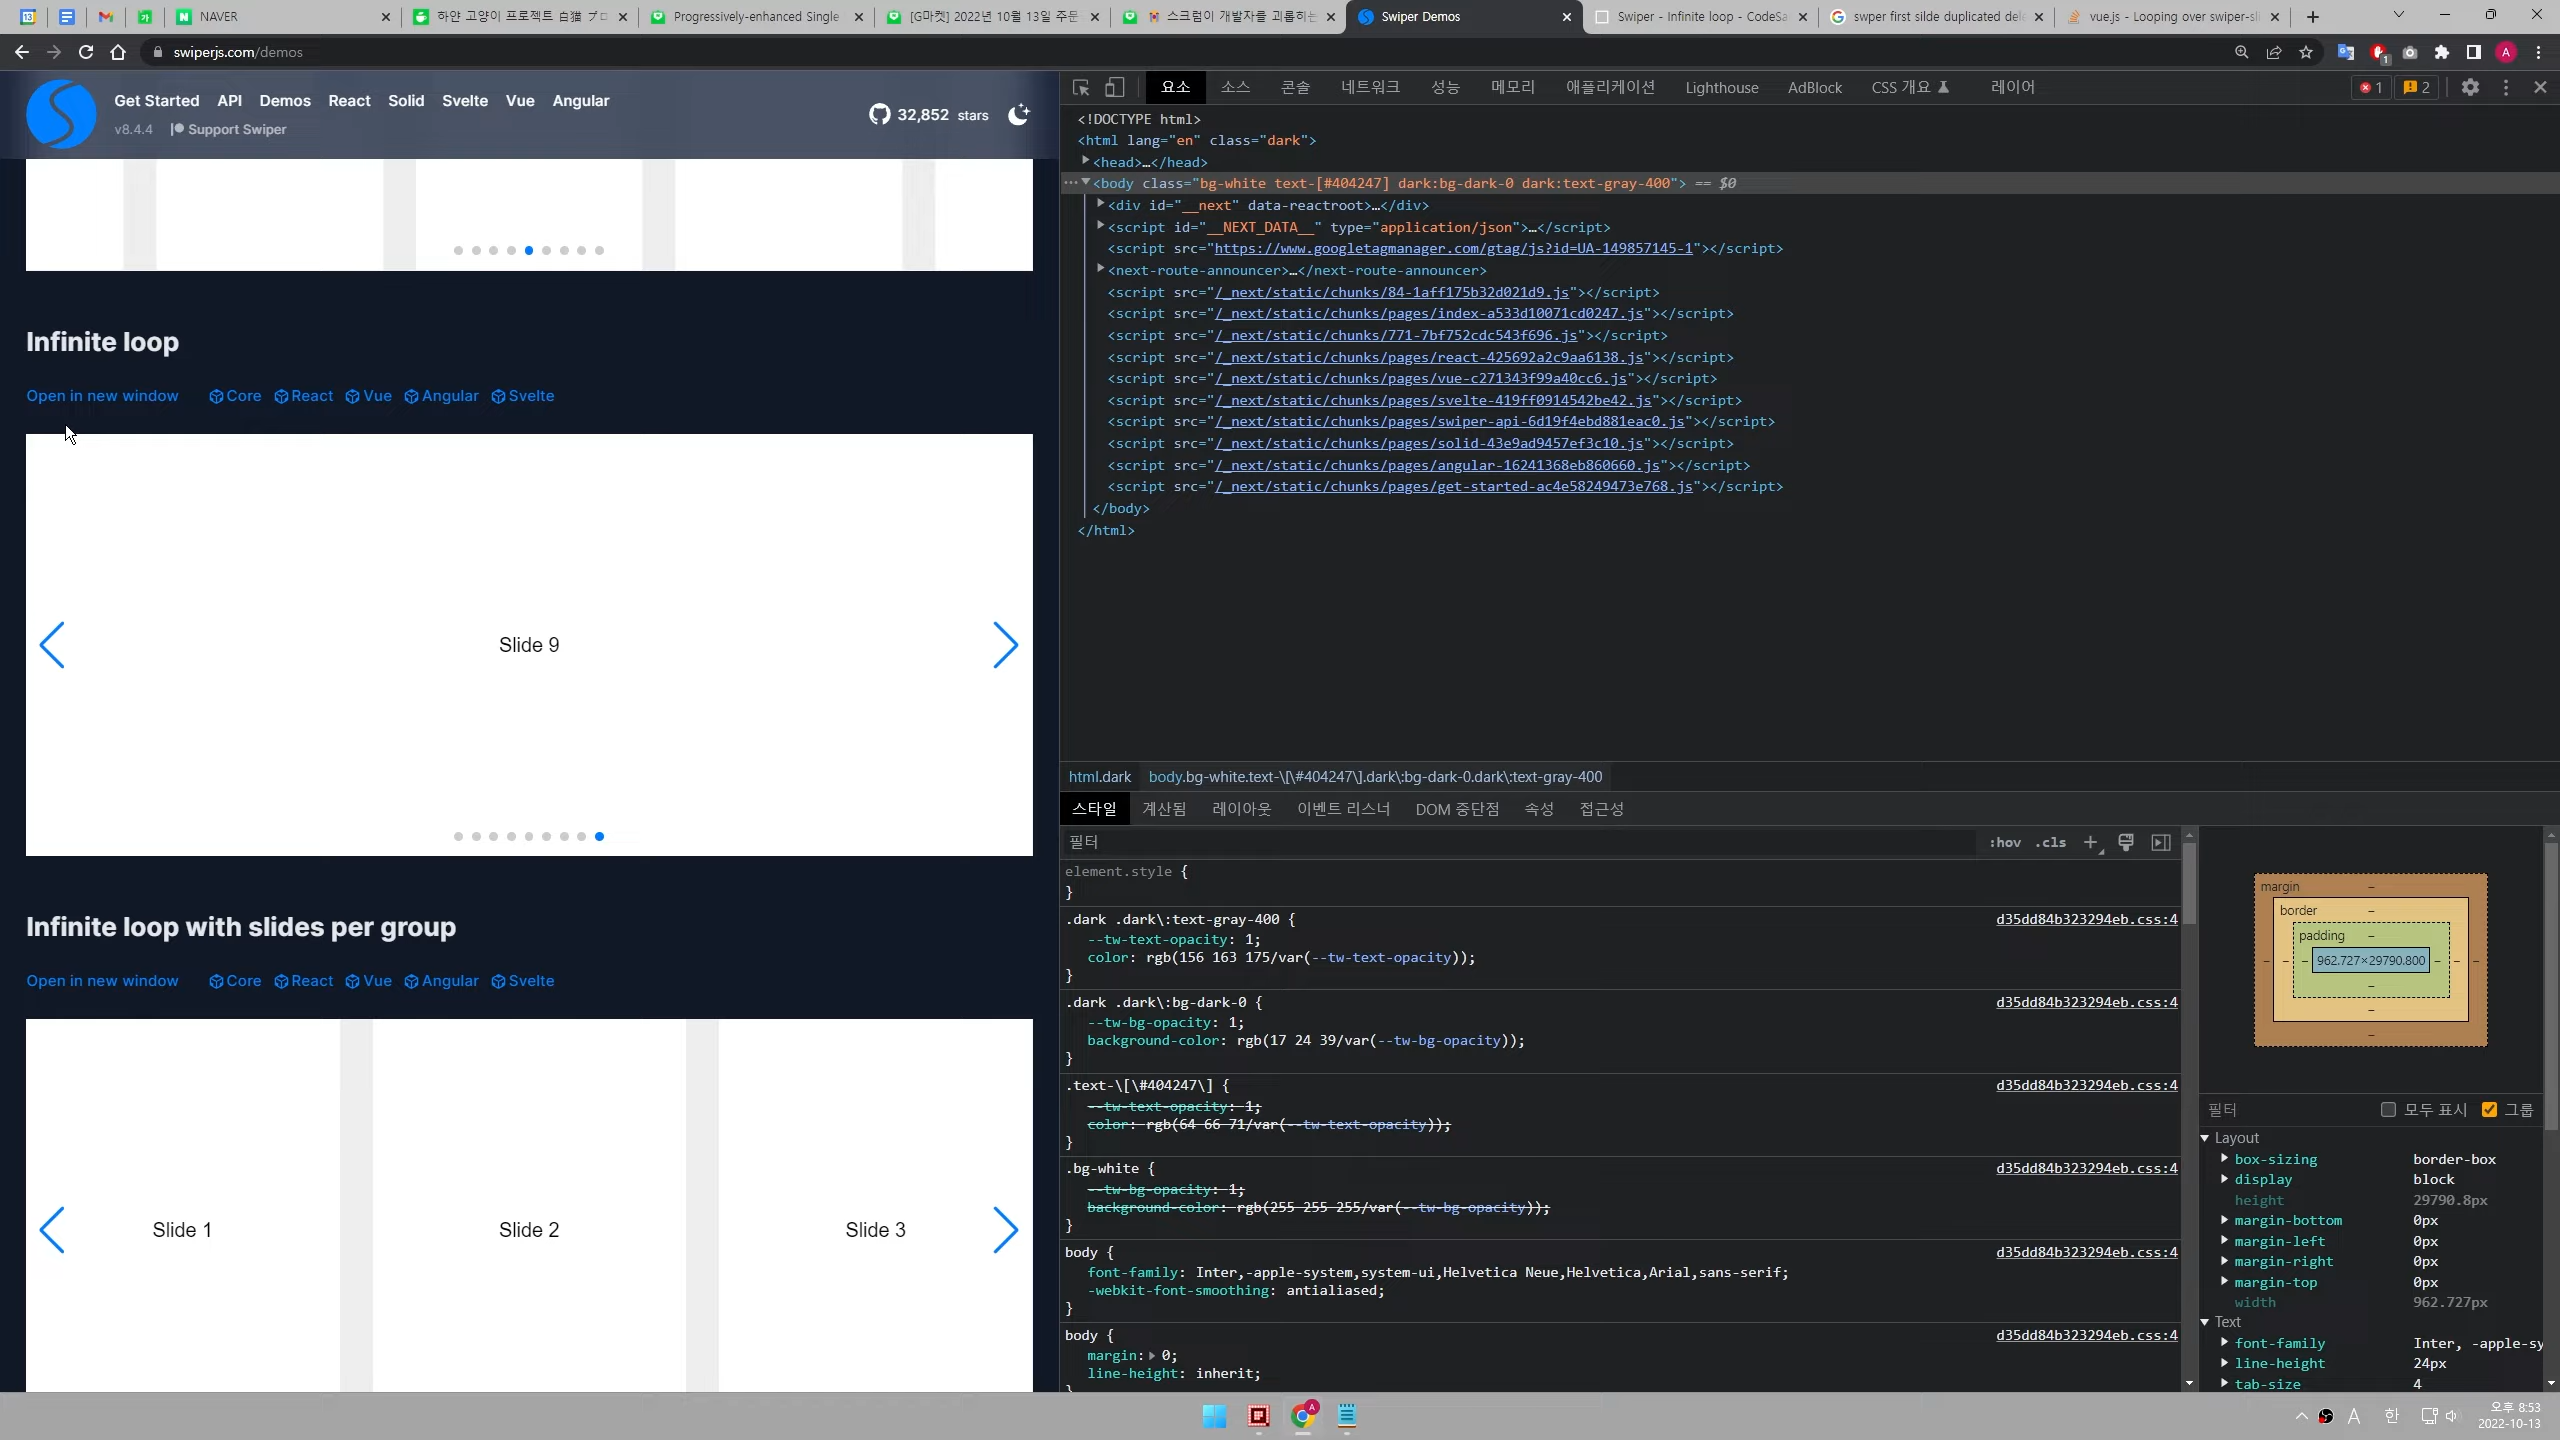 NAVER
하얀 고양이 프로젝트 白猫 プロ
Progressively-enhanced Single
[G마켓] 2022년 10월 13일 주문
스크럼이 개발자를 괴롭히는
Swiper Demos
Swiper - Infinite loop - CodeSa
swper first silde duplicated dele
vue.js - Looping over swiper-sli
swiperjs.com/demos
Get Started API Demos React Solid Svelte Vue Angular
v8.4.4 Support Swiper
32,852 stars
Infinite loop
Open in new window Core React Vue Angular Svelte
Slide 9
Infinite loop with slides per group
Open in new window Core React Vue Angular Svelte
Slide 1 Slide 2 Slide 3
요소 소스 콘솔 네트워크 성능 메모리 애플리케이션 Lighthouse AdBlock CSS 개요 레이어
1 2
<!DOCTYPE html>
<html lang="en" class="dark">
<head>…</head>
<body class="bg-white text-[#404247] dark:bg-dark-0 dark:text-gray-400"> == $0
<div id="__next" data-reactroot>…</div>
<script id="__NEXT_DATA__" type="application/json">…</script>
<script src="https://www.googletagmanager.com/gtag/js?id=UA-149857145-1"></script>
<next-route-announcer>…</next-route-announcer>
<script src="/_next/static/chunks/84-1aff175b32d021d9.js"></script>
<script src="/_next/static/chunks/pages/index-a533d10071cd0247.js"></script>
<script src="/_next/static/chunks/771-7bf752cdc543f696.js"></script>
<script src="/_next/static/chunks/pages/react-425692a2c9aa6138.js"></script>
<script src="/_next/static/chunks/pages/vue-c271343f99a40cc6.js"></script>
<script src="/_next/static/chunks/pages/svelte-419ff0914542be42.js"></script>
<script src="/_next/static/chunks/pages/swiper-api-6d19f4ebd881eac0.js"></script>
<script src="/_next/static/chunks/pages/solid-43e9ad9457ef3c10.js"></script>
<script src="/_next/static/chunks/pages/angular-16241368eb860660.js"></script>
<script src="/_next/static/chunks/pages/get-started-ac4e58249473e768.js"></script>
</body>
</html>
html.dark body.bg-white.text-\[\#404247\].dark\:bg-dark-0.dark\:text-gray-400
스타일 계산됨 레이아웃 이벤트 리스너 DOM 중단점 속성 접근성
필터 :hov .cls
element.style {
}
.dark .dark\:text-gray-400 { d35dd84b323294eb.css:4
--tw-text-opacity: 1;
color: rgb(156 163 175/var(--tw-text-opacity));
}
.dark .dark\:bg-dark-0 { d35dd84b323294eb.css:4
--tw-bg-opacity: 1;
background-color: rgb(17 24 39/var(--tw-bg-opacity));
}
.text-\[\#404247\] { d35dd84b323294eb.css:4
--tw-text-opacity: 1;
color: rgb(64 66 71/var(--tw-text-opacity));
}
.bg-white { d35dd84b323294eb.css:4
--tw-bg-opacity: 1;
background-color: rgb(255 255 255/var(--tw-bg-opacity));
}
body { d35dd84b323294eb.css:4
font-family: Inter,-apple-system,system-ui,Helvetica Neue,Helvetica,Arial,sans-serif;
-webkit-font-smoothing: antialiased;
}
body { d35dd84b323294eb.css:4
margin: 0;
line-height: inherit;
}
margin –
border –
padding –
– – – 962.727×29790.800 – – –
–
–
–
필터 모두 표시 그룹
Layout
box-sizing border-box
display block
height 29790.8px
margin-bottom 0px
margin-left 0px
margin-right 0px
margin-top 0px
width 962.727px
Text
font-family Inter, -apple-sy
line-height 24px
tab-size 4
A 한
오후 8:53
2022-10-13